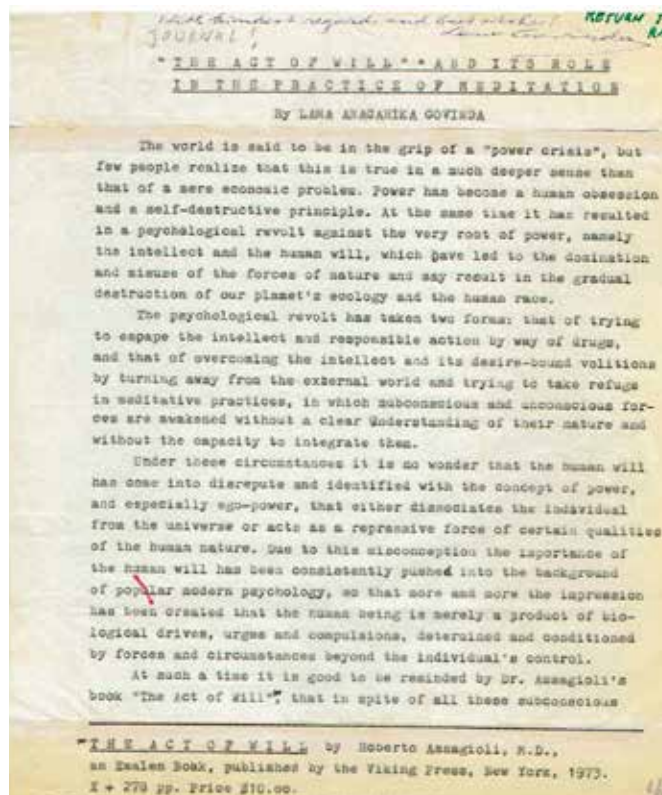 With kindest regards and best wishes!
RETURN
JOURNAL!
Lama Govinda
"THE ACT OF WILL"* AND ITS ROLE
IN THE PRACTICE OF MEDITATION
By LAMA ANAGARIKA GOVINDA
The world is said to be in the grip of a "power crisis", but
few people realize that this is true in a much deeper sense than
that of a mere economic problem. Power has become a human obsession
and a self-destructive principle. At the same time it has resulted
in a psychological revolt against the very root of power, namely
the intellect and the human will, which have led to the domination
and misuse of the forces of nature and may result in the gradual
destruction of our planet's ecology and the human race.
The psychological revolt has taken two forms: that of trying
to espape the intellect and responsible action by way of drugs,
and that of overcoming the intellect and its desire-bound volitions
by turning away from the external world and trying to take refuge
in meditative practices, in which subconscious and unconscious for-
ces are awakened without a clear understanding of their nature and
without the capacity to integrate them.
Under these circumstances it is no wonder that the human will
has come into disrepute and identified with the concept of power,
and especially ego-power, that either dissociates the individual
from the universe or acts as a repressive force of certain qualities
of the human nature. Due to this misconception the importance of
the human will has been consistently pushed into the background
of popular modern psychology, so that more and more the impression
has been created that the human being is merely a product of bio-
logical drives, urges and compulsions, determined and conditioned
by forces and circumstances beyond the individual's control.
At such a time it is good to be reminded by Dr. Assagioli's
book "The Act of Will"*, that in spite of all these subconscious
*THE ACT OF WILL by Roberto Assagioli, M.D.,
an Esalen Book, published by the Viking Press, New York, 1973.
X + 278 pp. Price $10.00.